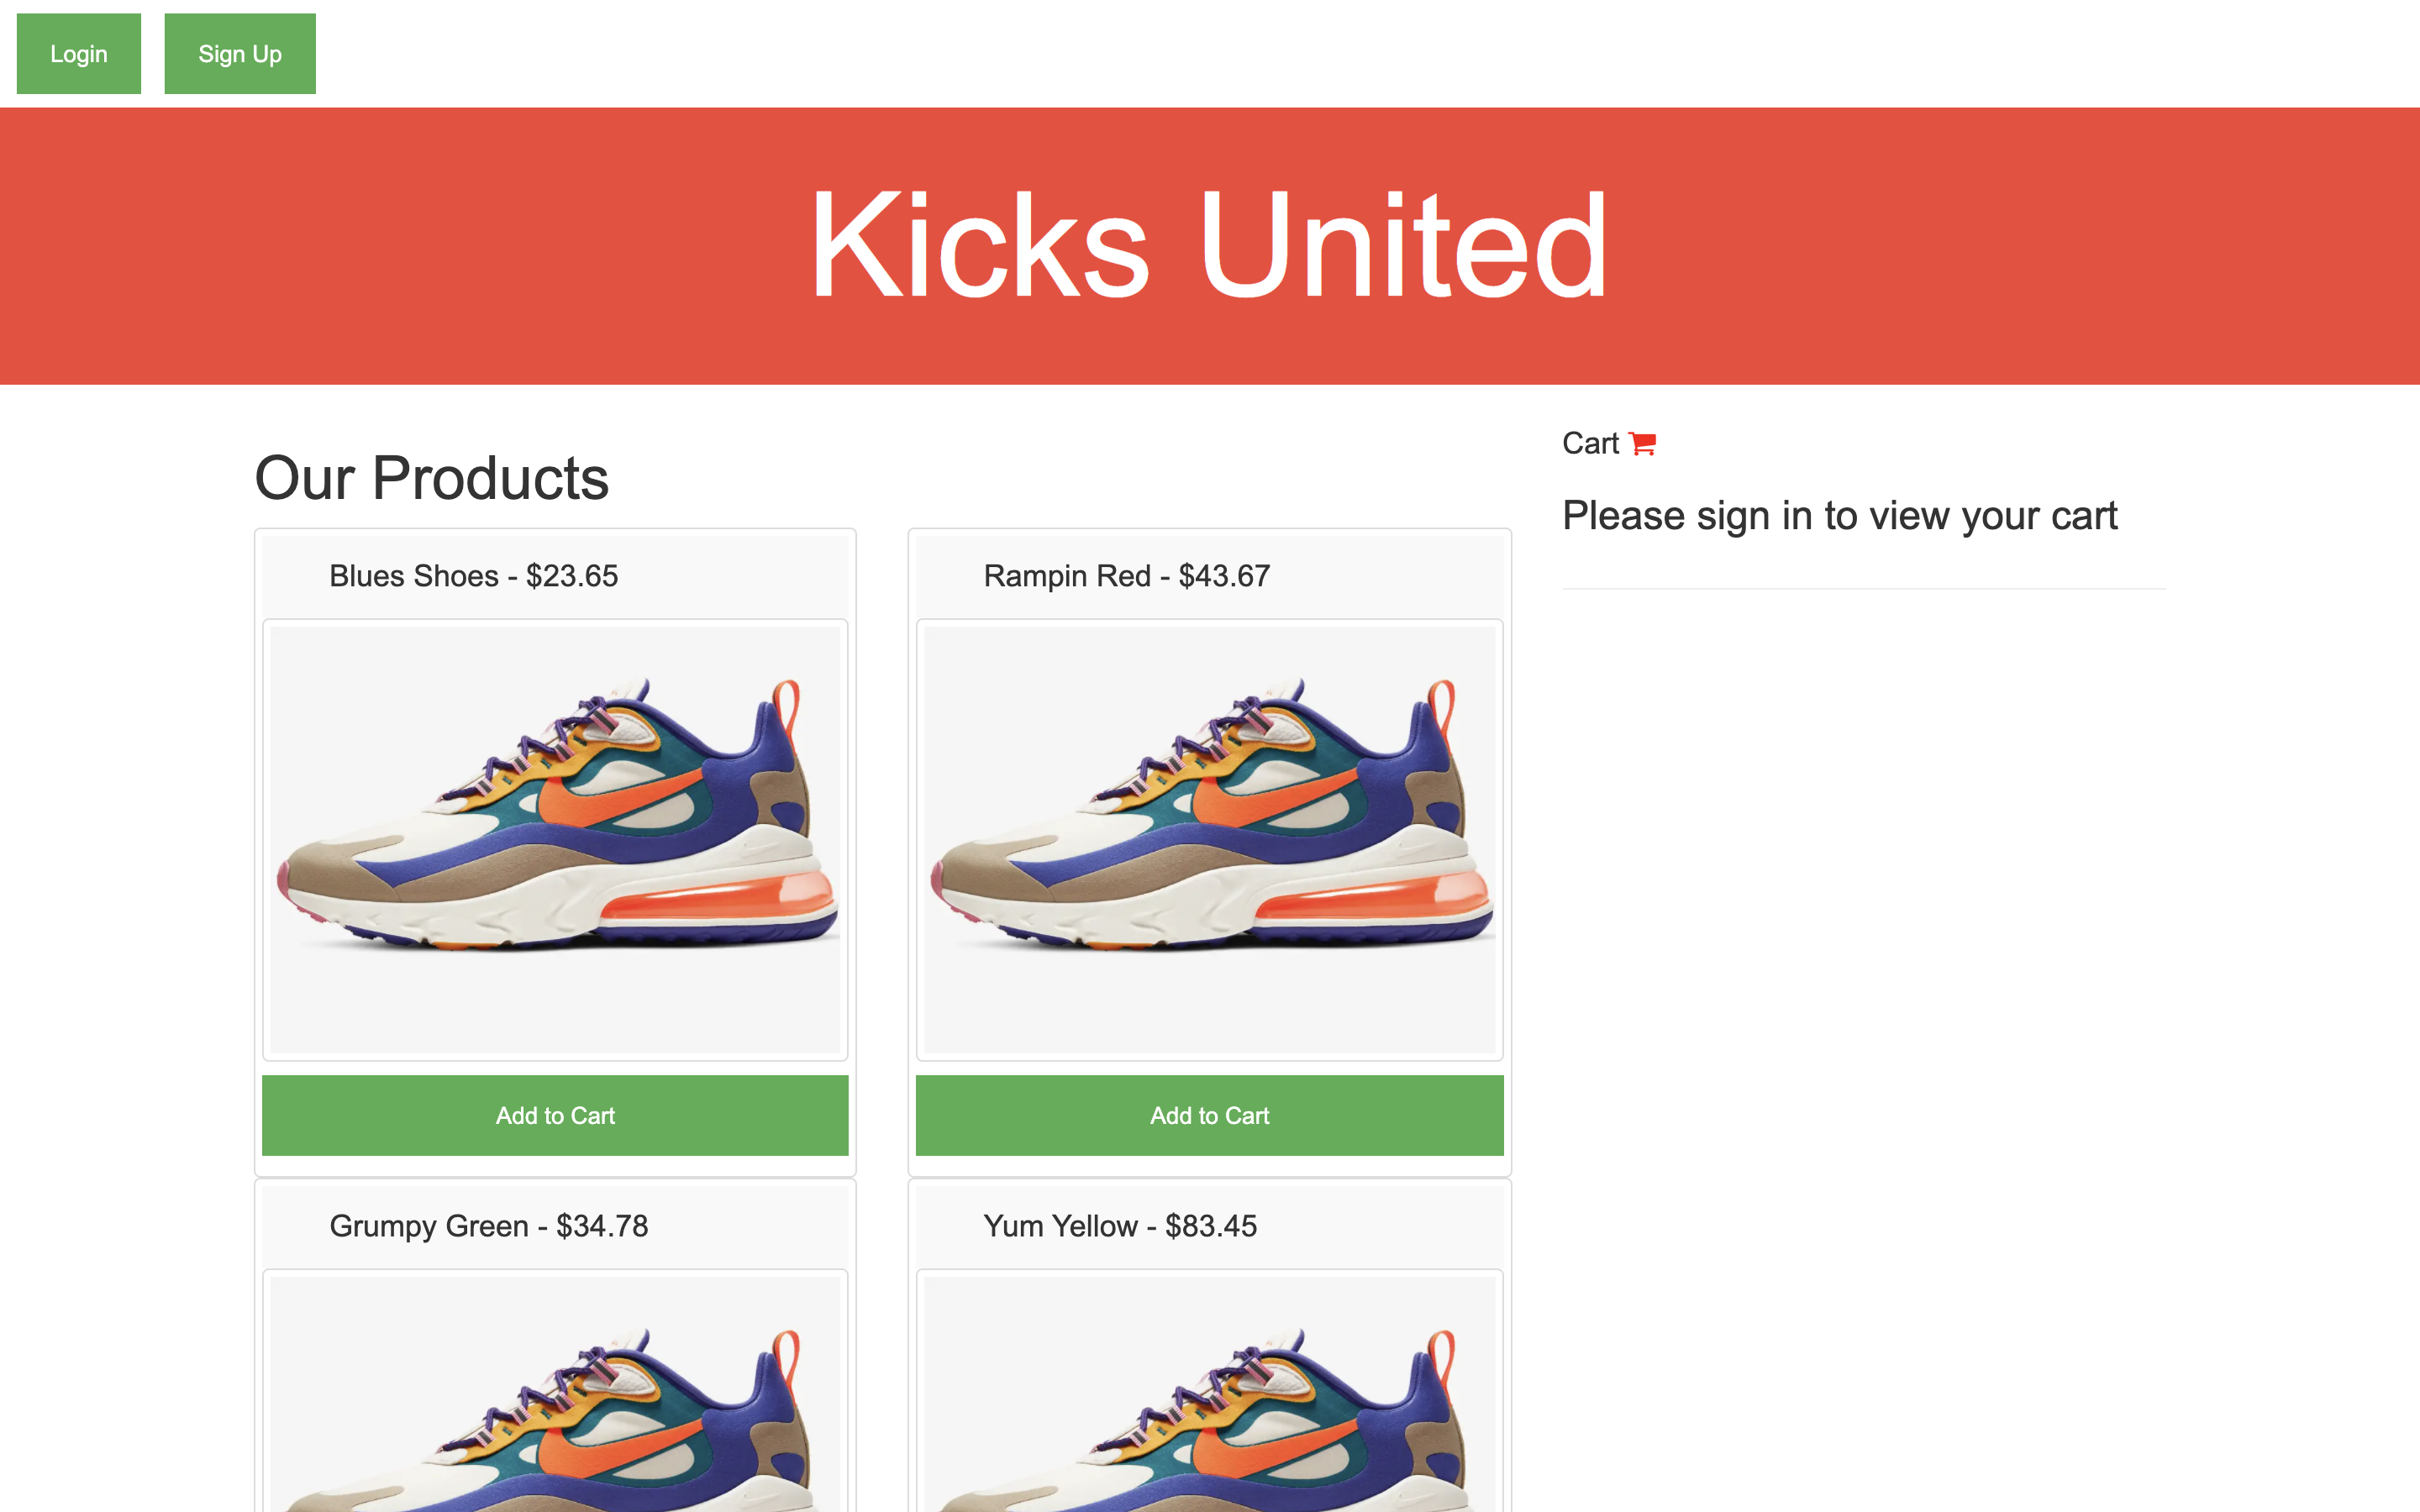 Login
Sign Up
Kicks United
Our Products
Cart
Please sign in to view your cart
Blues Shoes - $23.65
Rampin Red - $43.67
Add to Cart
Add to Cart
Grumpy Green - $34.78
Yum Yellow - $83.45